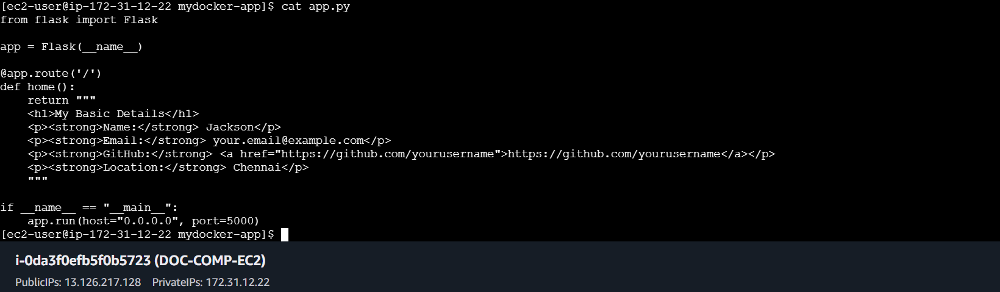 [ec2-user@ip-172-31-12-22 mydocker-app]$ cat app.py
from flask import Flask

app = Flask(__name__)

@app.route('/')
def home():
    return """
    <h1>My Basic Details</h1>
    <p><strong>Name:</strong> Jackson</p>
    <p><strong>Email:</strong> your.email@example.com</p>
    <p><strong>GitHub:</strong> <a href="https://github.com/yourusername">https://github.com/yourusername</a></p>
    <p><strong>Location:</strong> Chennai</p>
    """

if __name__ == "__main__":
    app.run(host="0.0.0.0", port=5000)
[ec2-user@ip-172-31-12-22 mydocker-app]$
i-0da3f0efb5f0b5723 (DOC-COMP-EC2)
PublicIPs: 13.126.217.128    PrivateIPs: 172.31.12.22